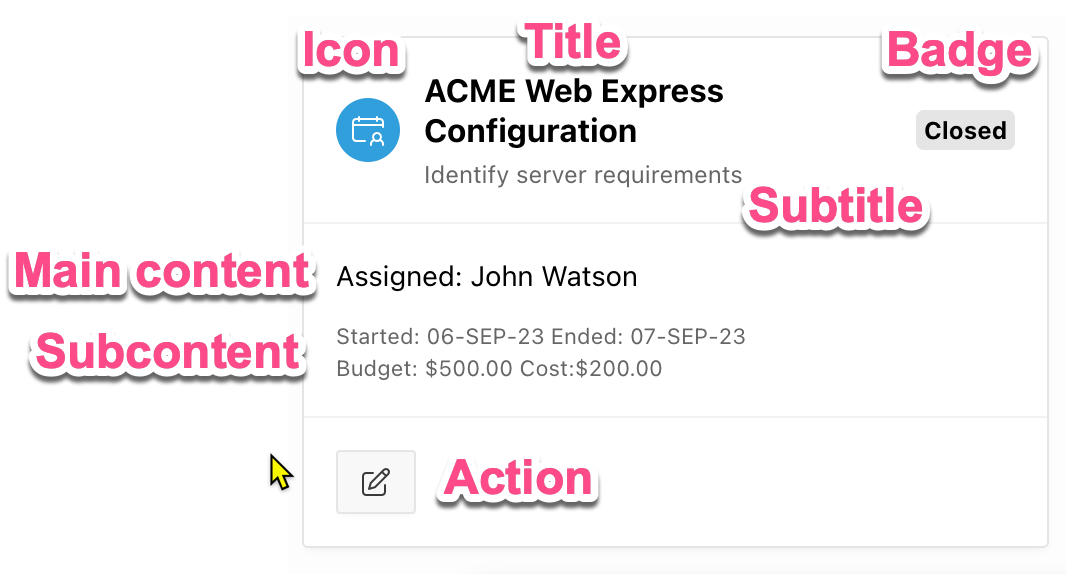 Icon
Title
Badge
ACME Web Express
Configuration
Closed
Identify server requirements
Subtitle
Main content
Assigned: John Watson
Subcontent
Started: 06-SEP-23 Ended: 07-SEP-23
Budget: $500.00 Cost:$200.00
Action